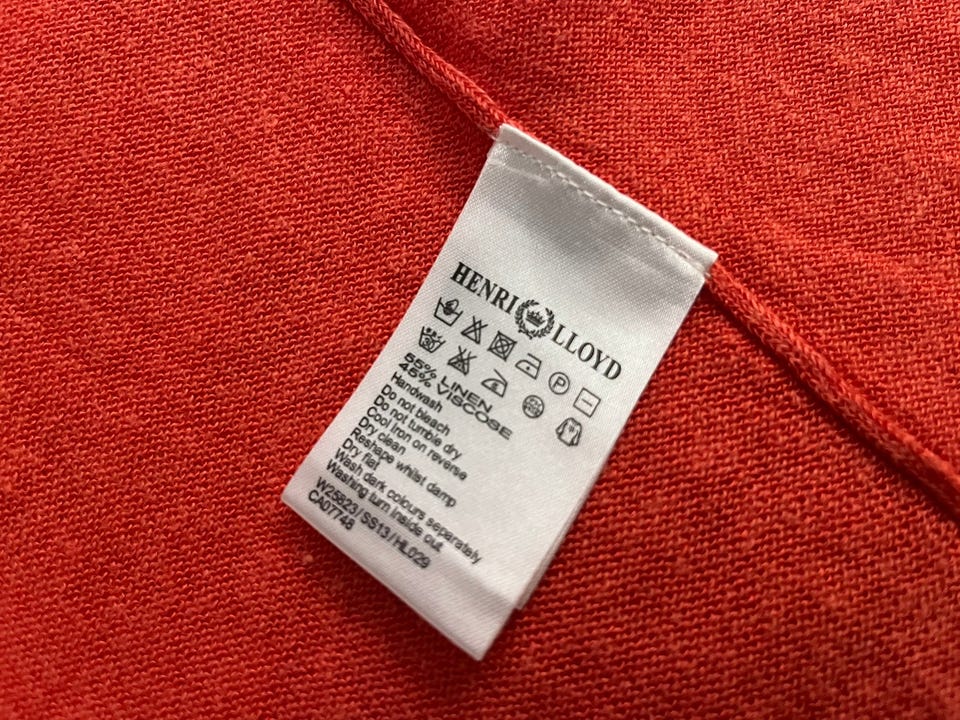 HENRI LLOYD
P
30
55% LINEN
45% VISCOSE
Handwash
Do not bleach
Do not tumble dry
Cool Iron on reverse
Dry clean
Reshape whilst damp
Dry flat
Wash dark colours separately
Washing turn inside out
W25823/SS13/HL029
CA07748